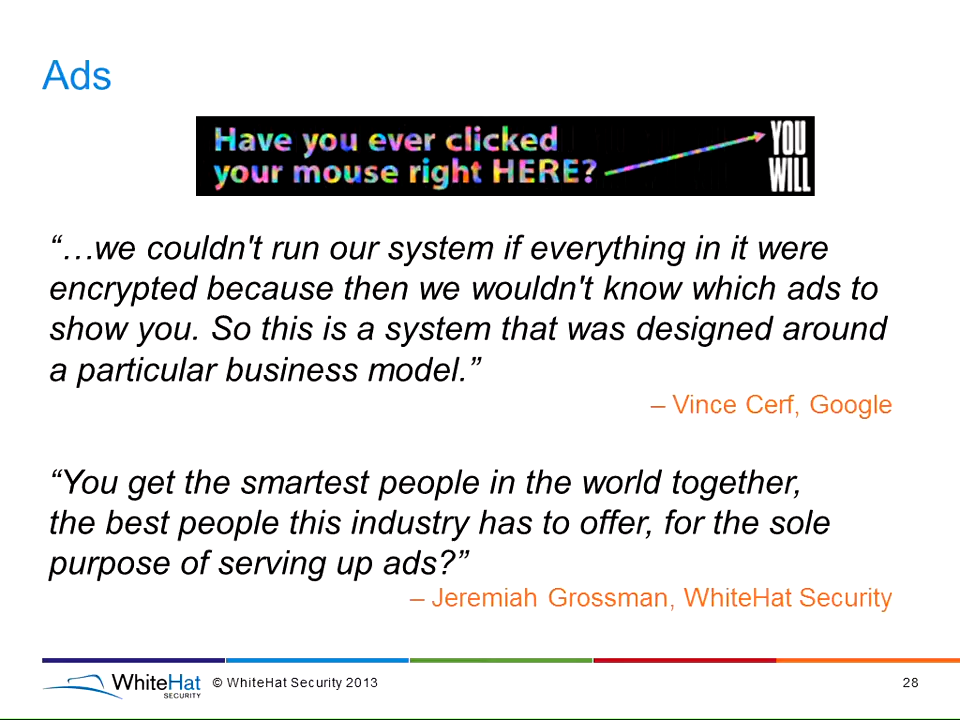 Ads
Have you ever clicked
your mouse right HERE?
YOU
WILL
“…we couldn't run our system if everything in it were
encrypted because then we wouldn't know which ads to
show you. So this is a system that was designed around
a particular business model.”
– Vince Cerf, Google
“You get the smartest people in the world together,
the best people this industry has to offer, for the sole
purpose of serving up ads?”
– Jeremiah Grossman, WhiteHat Security
WhiteHat
SECURITY
© WhiteHat Security 2013
28